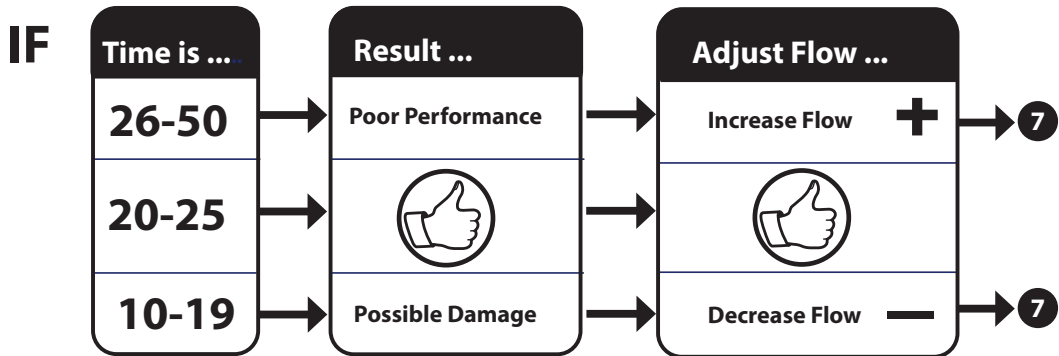 IF
Time is ......
Result ...
Adjust Flow ...
26-50
Poor Performance
Increase Flow +
7
20-25
10-19
Possible Damage
Decrease Flow —
7